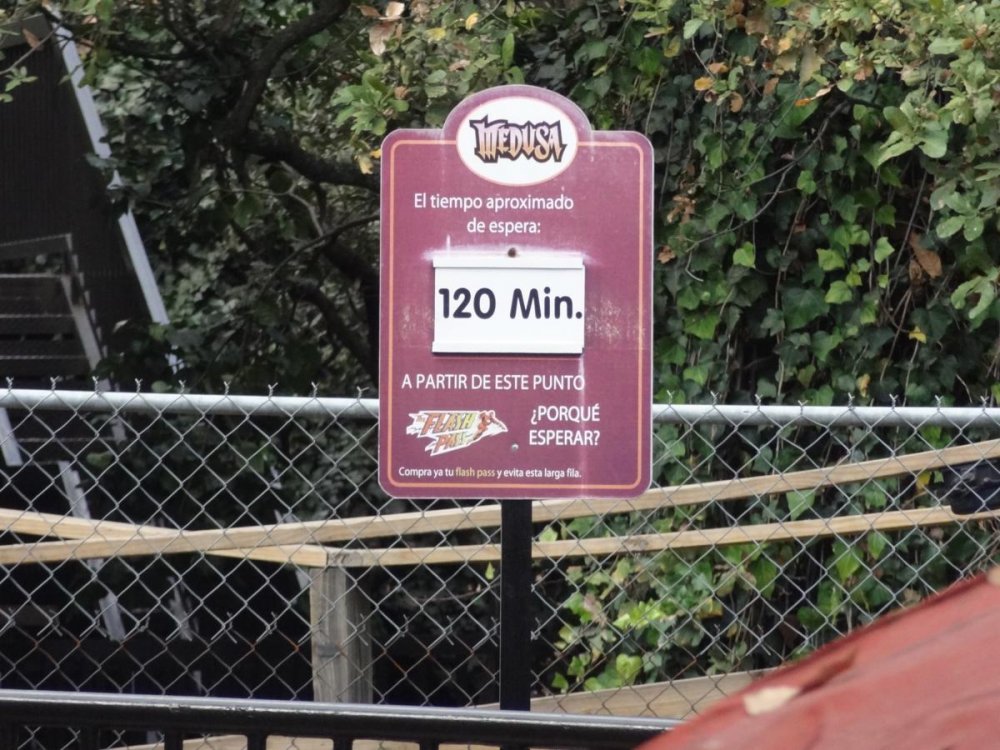 MEDUSA
El tiempo aproximado
de espera:
120 Min.
A PARTIR DE ESTE PUNTO
FLASH
PASS
¿PORQUÉ
ESPERAR?
Compra ya tu flash pass y evita esta larga fila.